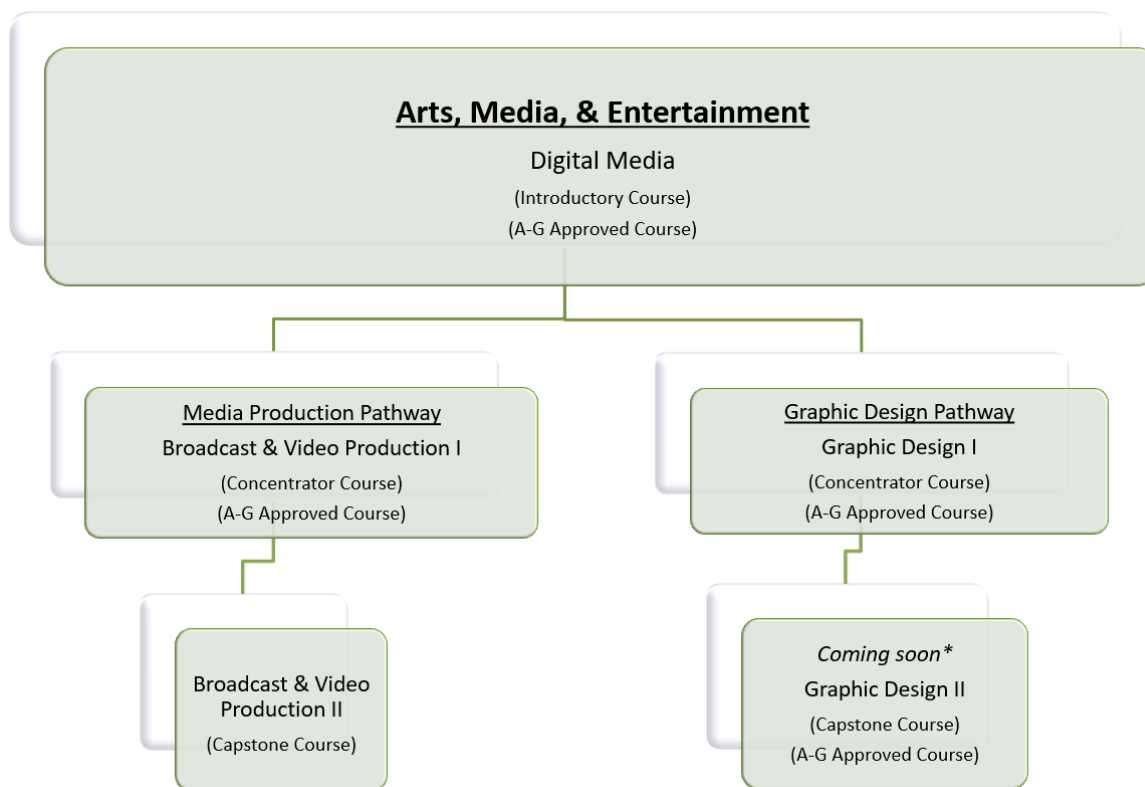 Arts, Media, & Entertainment
Digital Media
(Introductory Course)
(A-G Approved Course)
Media Production Pathway
Broadcast & Video Production I
(Concentrator Course)
(A-G Approved Course)
Graphic Design Pathway
Graphic Design I
(Concentrator Course)
(A-G Approved Course)
Broadcast & Video
Production II
(Capstone Course)
Coming soon*
Graphic Design II
(Capstone Course)
(A-G Approved Course)